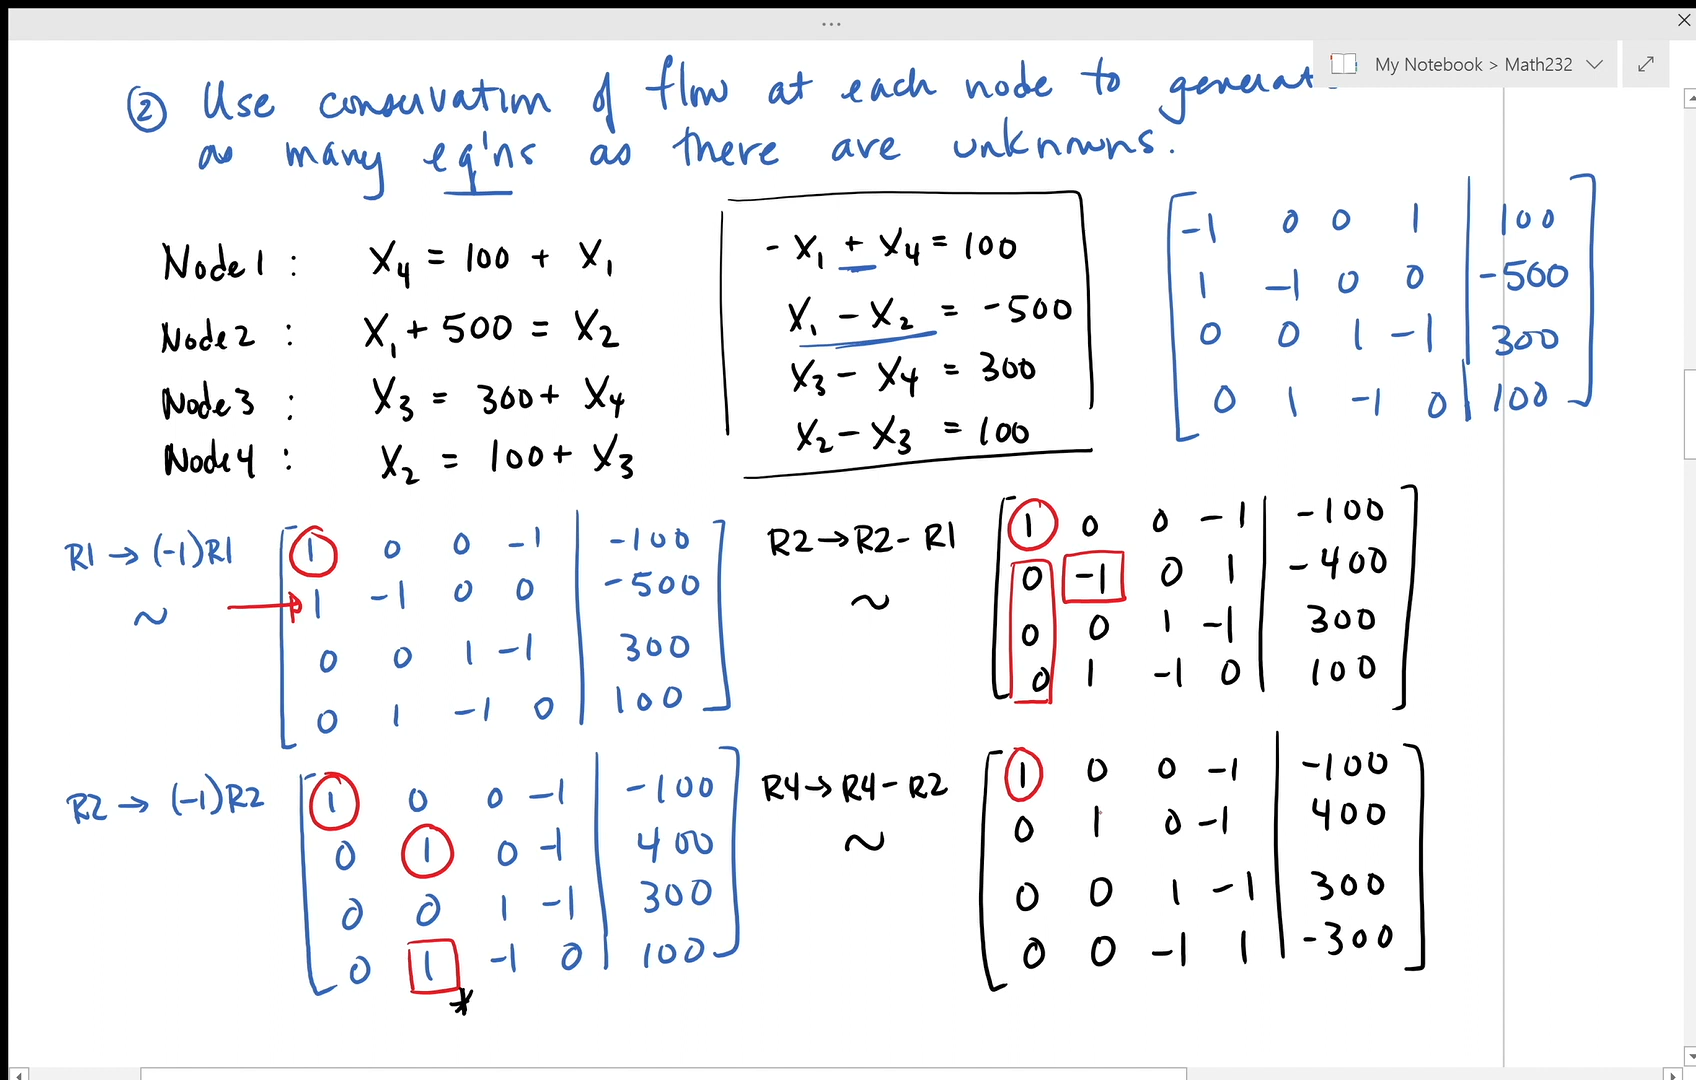 ...
My Notebook > Math232
② Use conservation of flow at each node to generat
as many eq'ns as there are unknowns.
Node 1 : X₄ = 100 + X₁
Node 2 : X₁ + 500 = X₂
Node 3 : X₃ = 300 + X₄
Node 4 : X₂ = 100 + X₃
- X₁ + X₄ = 100
X₁ - X₂ = -500
X₃ - X₄ = 300
X₂ - X₃ = 100
-1 0 0 1 | 100
1 -1 0 0 | -500
0 0 1 -1 | 300
0 1 -1 0 | 100
R1 → (-1)R1
~
1 0 0 -1 | -100
1 -1 0 0 | -500
0 0 1 -1 | 300
0 1 -1 0 | 100
R2 → R2 - R1
~
1 0 0 -1 | -100
0 -1 0 1 | -400
0 0 1 -1 | 300
0 1 -1 0 | 100
R2 → (-1)R2
1 0 0 -1 | -100
0 1 0 -1 | 400
0 0 1 -1 | 300
0 1 -1 0 | 100
*
R4 → R4 - R2
~
1 0 0 -1 | -100
0 1 0 -1 | 400
0 0 1 -1 | 300
0 0 -1 1 | -300